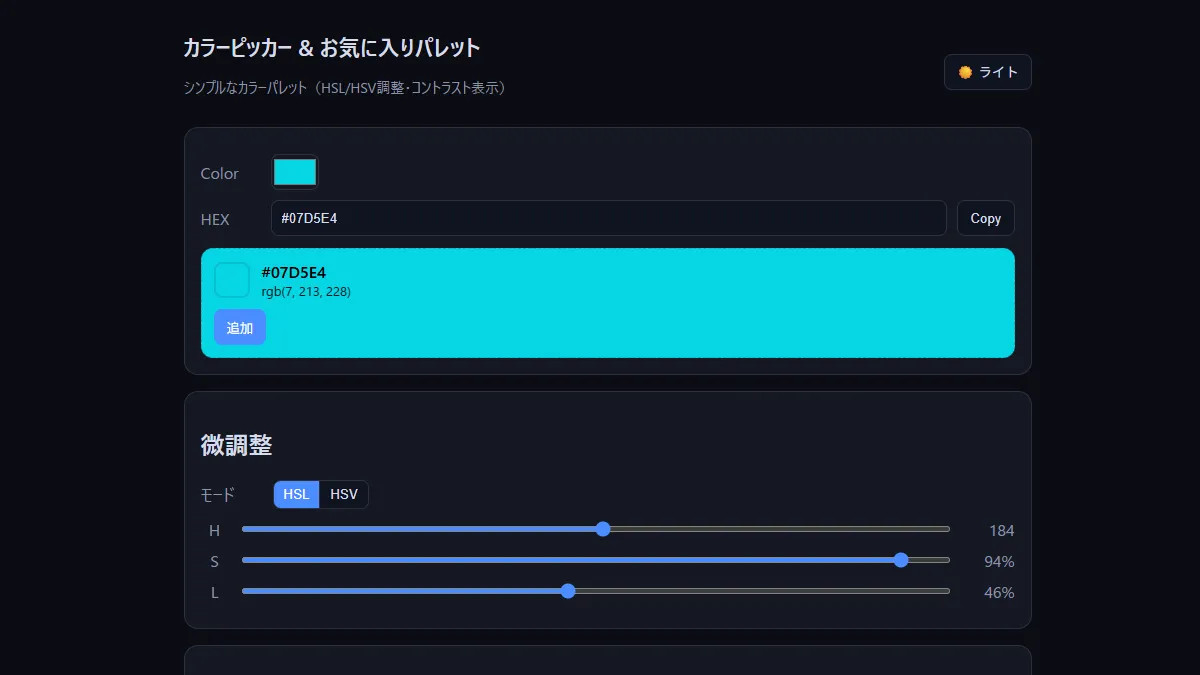 カラーピッカー & お気に入りパレット
シンプルなカラーパレット（HSL/HSV調整・コントラスト表示）
ライト
Color
HEX
#07D5E4
Copy
#07D5E4
rgb(7, 213, 228)
追加
微調整
モード
HSL
HSV
H
184
S
94%
L
46%